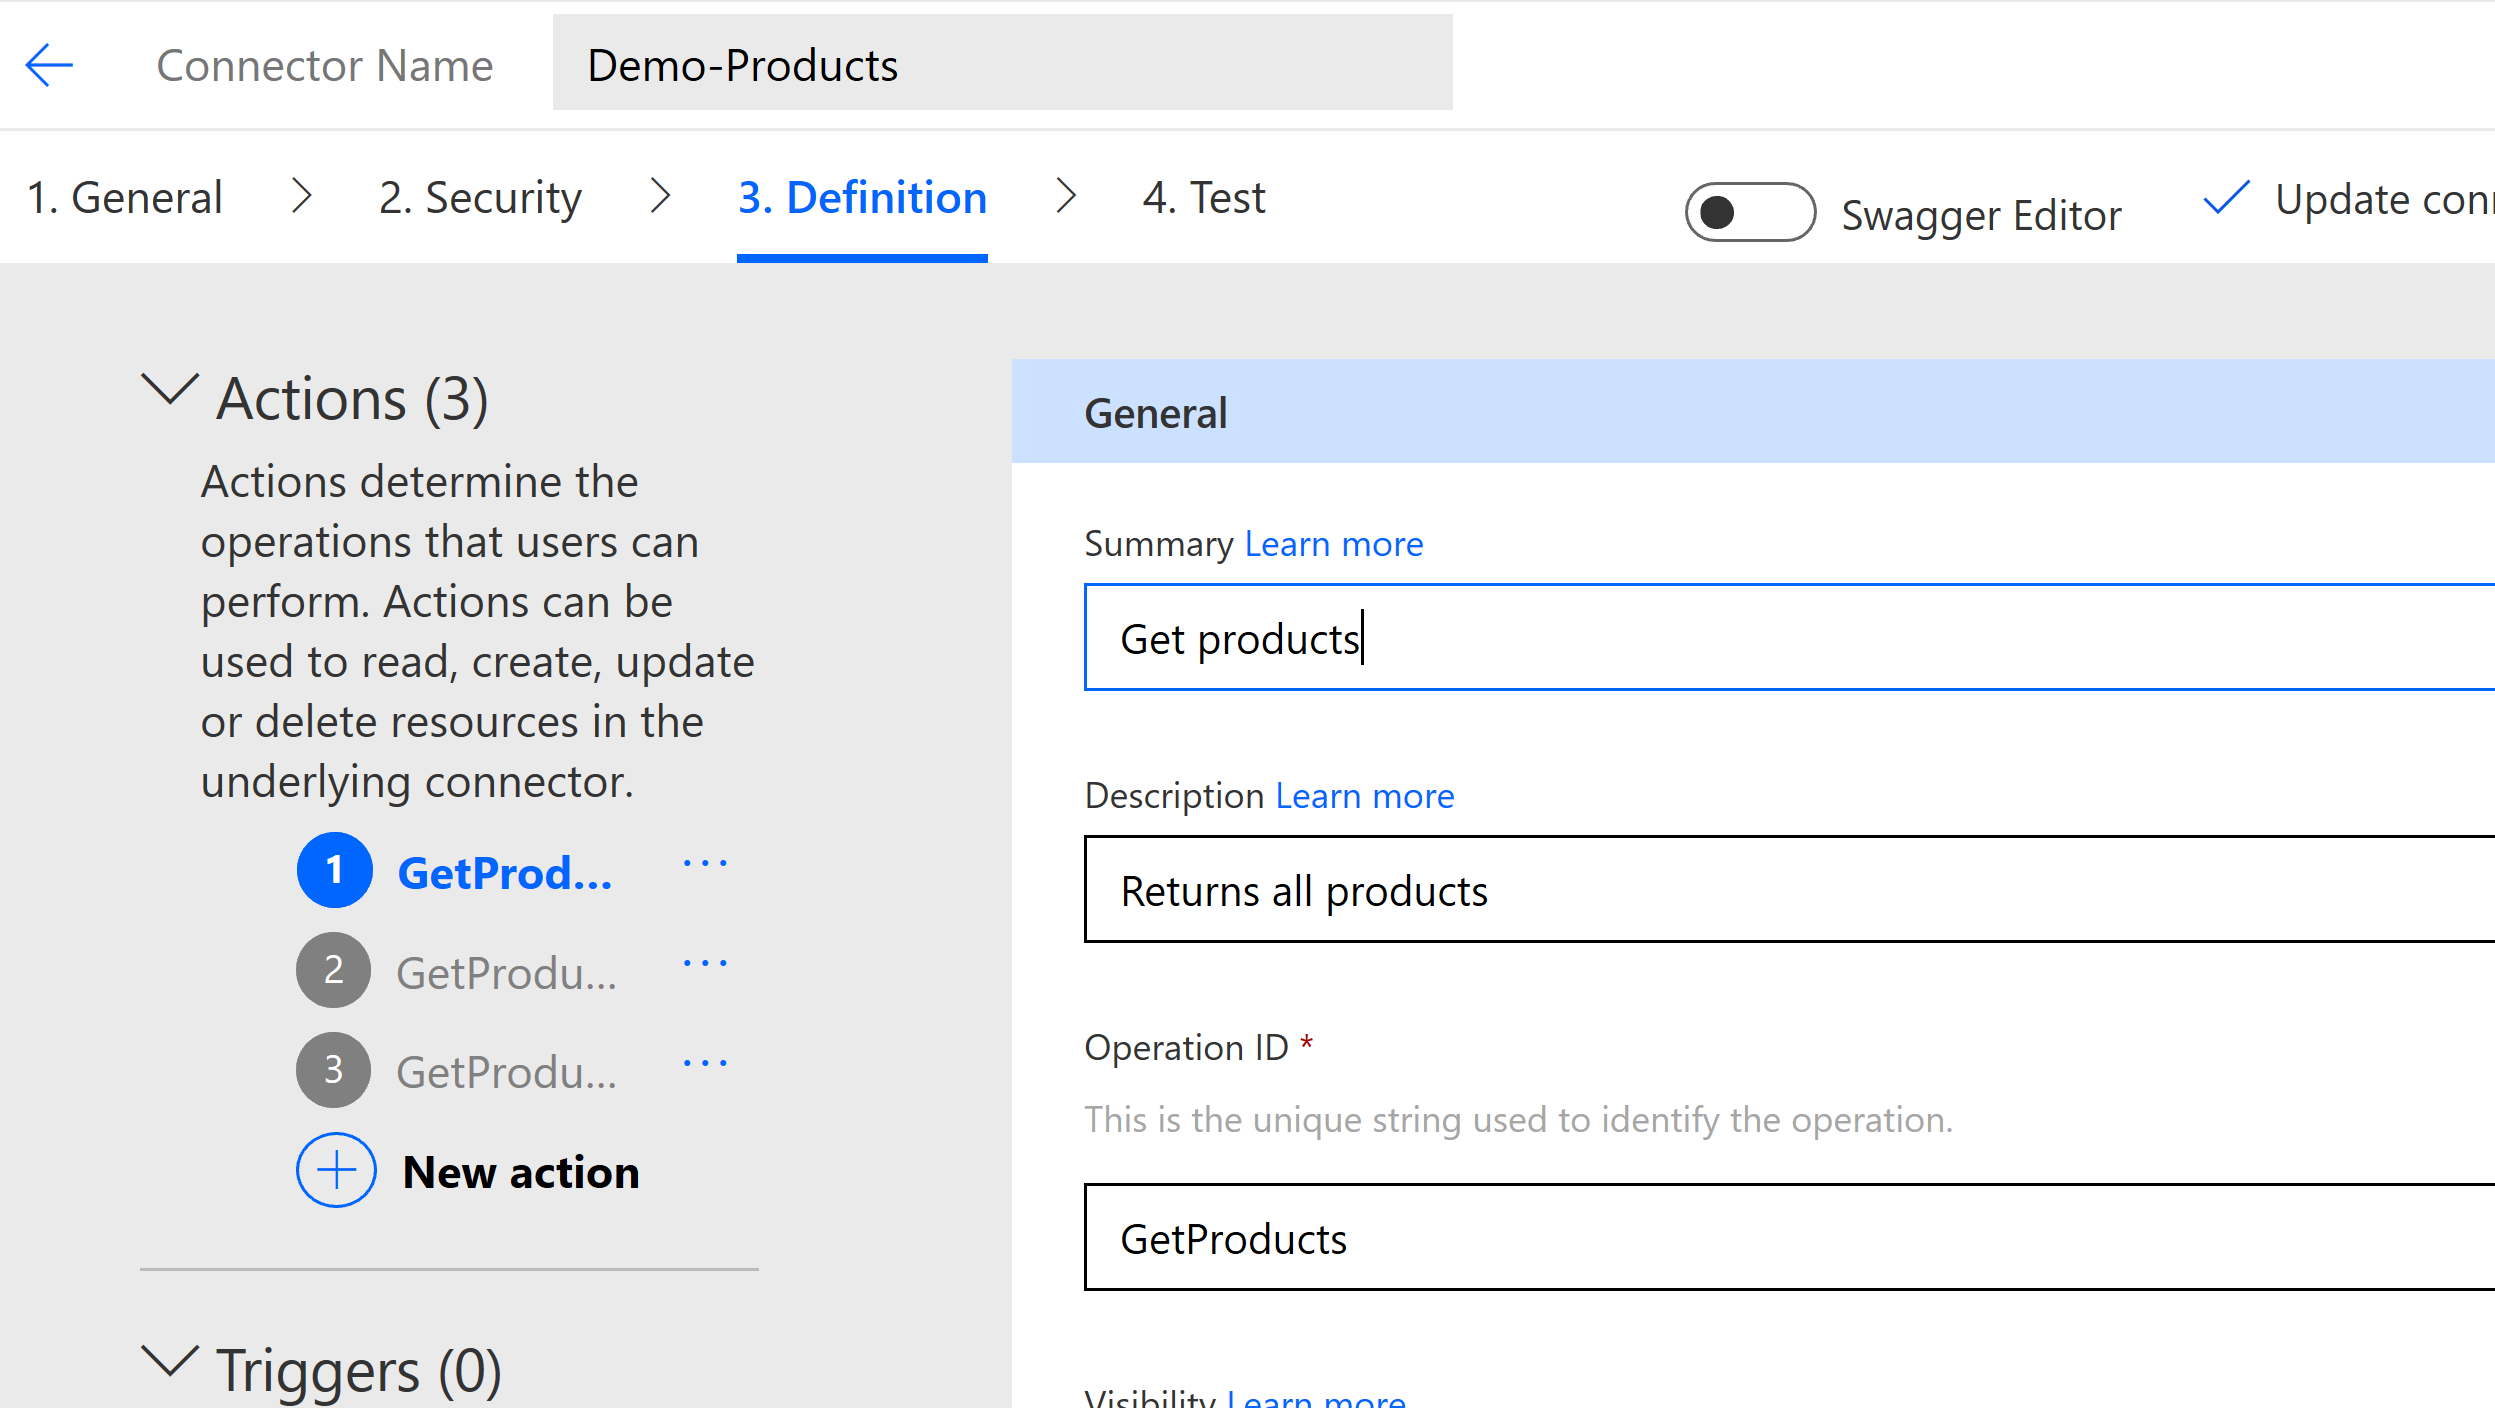 Connector Name
Demo-Products
1. General
2. Security
3. Definition
4. Test
Swagger Editor
Update con
Actions (3)
Actions determine the
operations that users can
perform. Actions can be
used to read, create, update
or delete resources in the
underlying connector.
1 GetProd...
2 GetProdu...
3 GetProdu...
New action
Triggers (0)
General
Summary Learn more
Get products
Description Learn more
Returns all products
Operation ID *
This is the unique string used to identify the operation.
GetProducts
Visibility Learn more